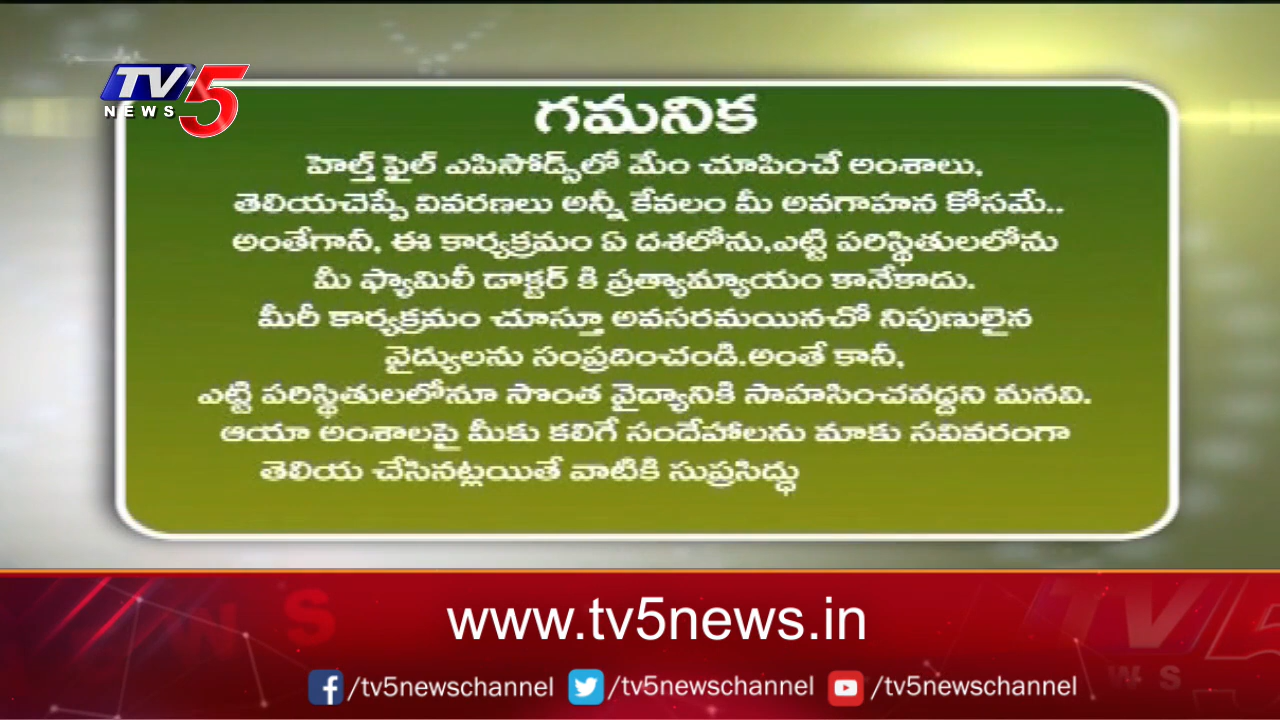 TV5
NEWS
గమనిక
హెల్త్ ఫైల్ ఎపిసోడ్స్‌లో మేం చూపించే అంశాలు,
తెలియచెప్పే వివరణలు అన్నీ కేవలం మీ అవగాహన కోసమే..
అంతేగానీ, ఈ కార్యక్రమం ఏ దశలోను,ఎట్టి పరిస్థితులలోను
మీ ఫ్యామిలీ డాక్టర్ కి ప్రత్యామ్యాయం కానేకాదు.
మీరీ కార్యక్రమం చూస్తూ అవసరమయినచో నిపుణులైన
వైద్యులను సంప్రదించండి.అంతే కానీ,
ఎట్టి పరిస్థితులలోనూ సొంత వైద్యానికి సాహసించవద్దని మనవి.
ఆయా అంశాలపై మీకు కలిగే సందేహాలను మాకు సవివరంగా
తెలియ చేసినట్లయితే వాటికి సుప్రసిద్ధు
www.tv5news.in
/tv5newschannel /tv5newschannel /tv5newschannel